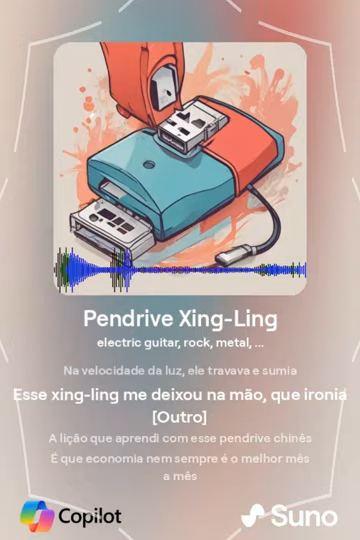 Pendrive Xing-Ling
electric guitar, rock, metal, ...
Na velocidade da luz, ele travava e sumia
Esse xing-ling me deixou na mão, que ironia
[Outro]
A lição que aprendi com esse pendrive chinês
É que economia nem sempre é o melhor mês
a mês
Copilot
Suno